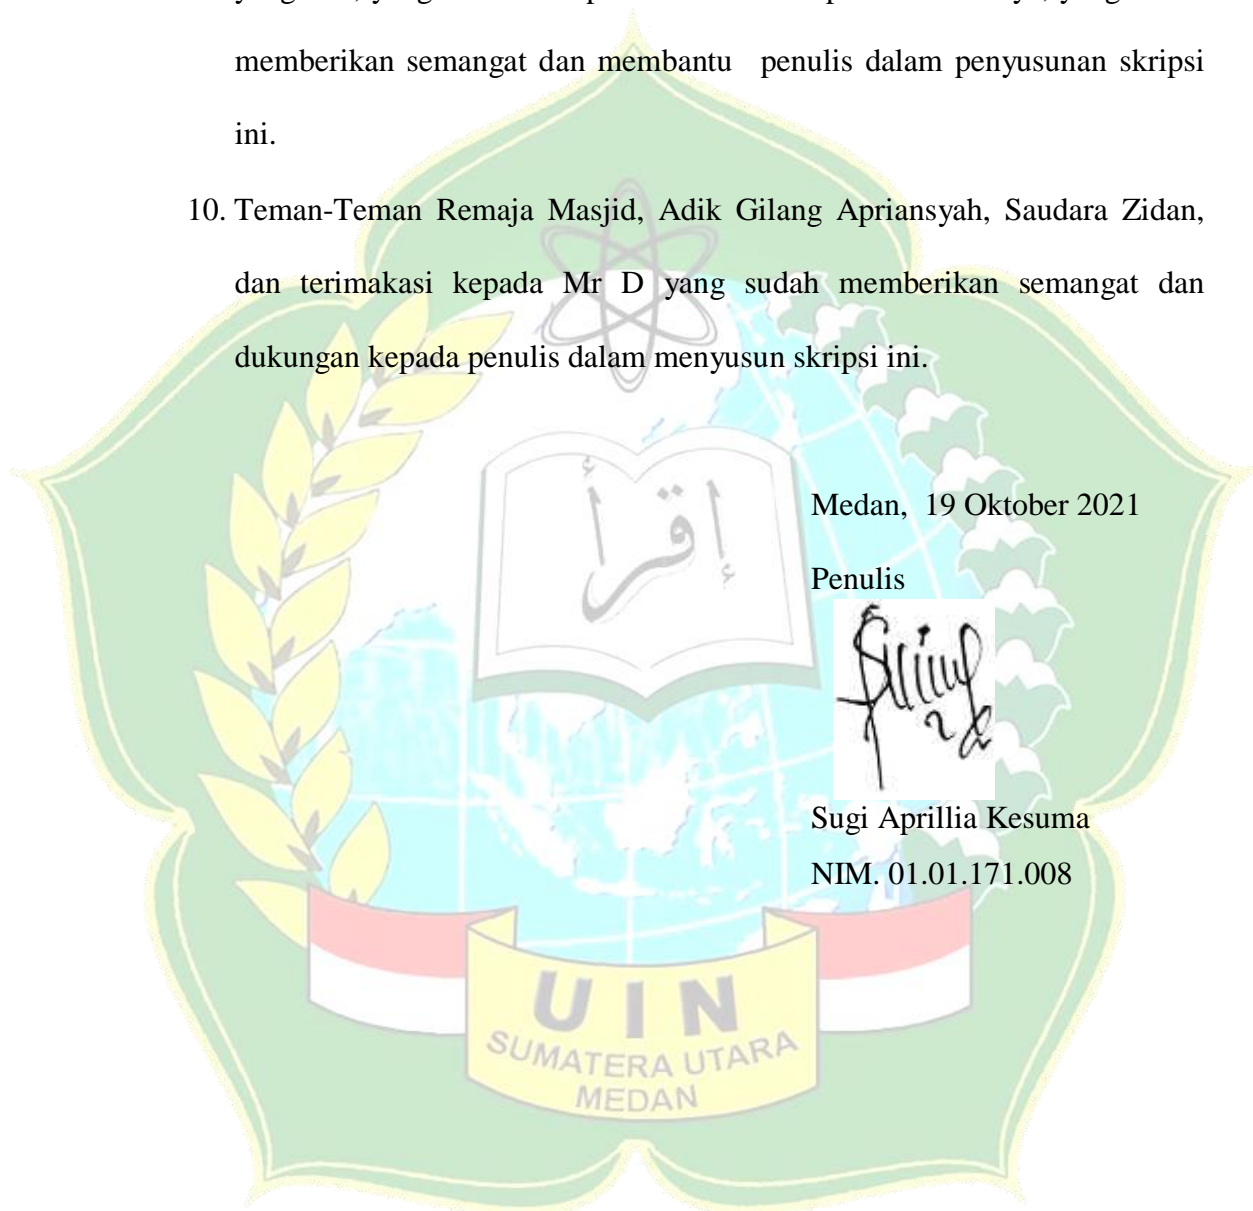 memberikan semangat dan membantu penulis dalam penyusunan skripsi
ini.
10. Teman-Teman Remaja Masjid, Adik Gilang Apriansyah, Saudara Zidan,
dan terimakasi kepada Mr D yang sudah memberikan semangat dan
dukungan kepada penulis dalam menyusun skripsi ini.
إقرأ
Medan, 19 Oktober 2021
Penulis
Sugi Aprillia Kesuma
NIM. 01.01.171.008
UIN
SUMATERA UTARA
MEDAN